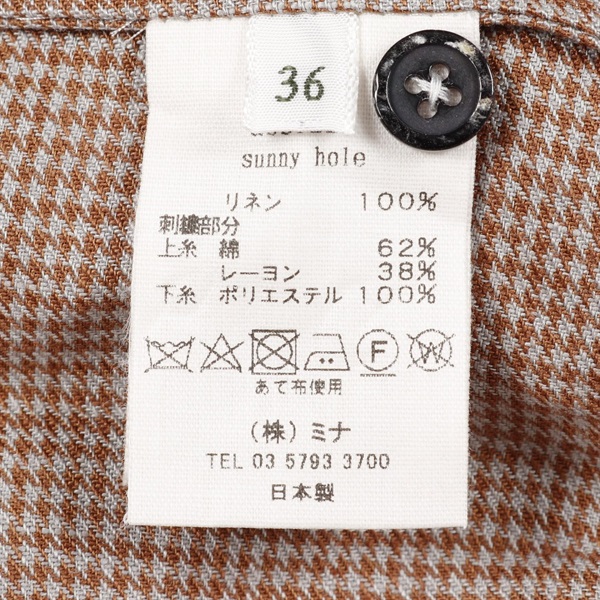 36
sunny hole
リネン 100%
刺繍部分
上糸 綿 62%
レーヨン 38%
下糸 ポリエステル 100%
F W
あて布使用
(株)ミナ
TEL 03 5793 3700
日本製